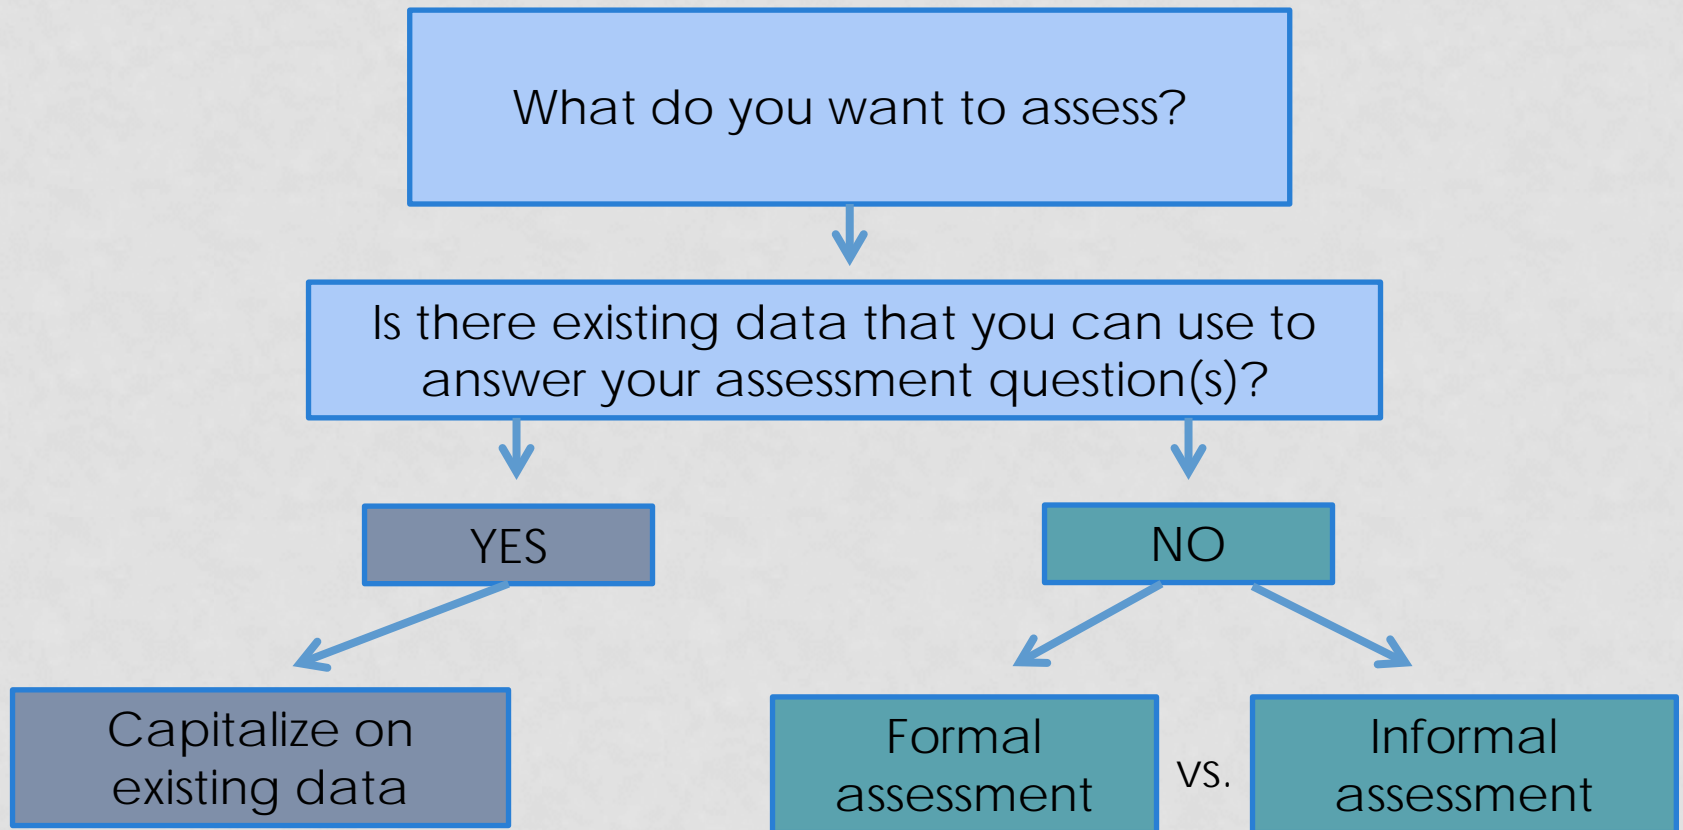 What do you want to assess?
Is there existing data that you can use to
answer your assessment question(s)?
YES
NO
Capitalize on
existing data
Formal
assessment
vs.
Informal
assessment